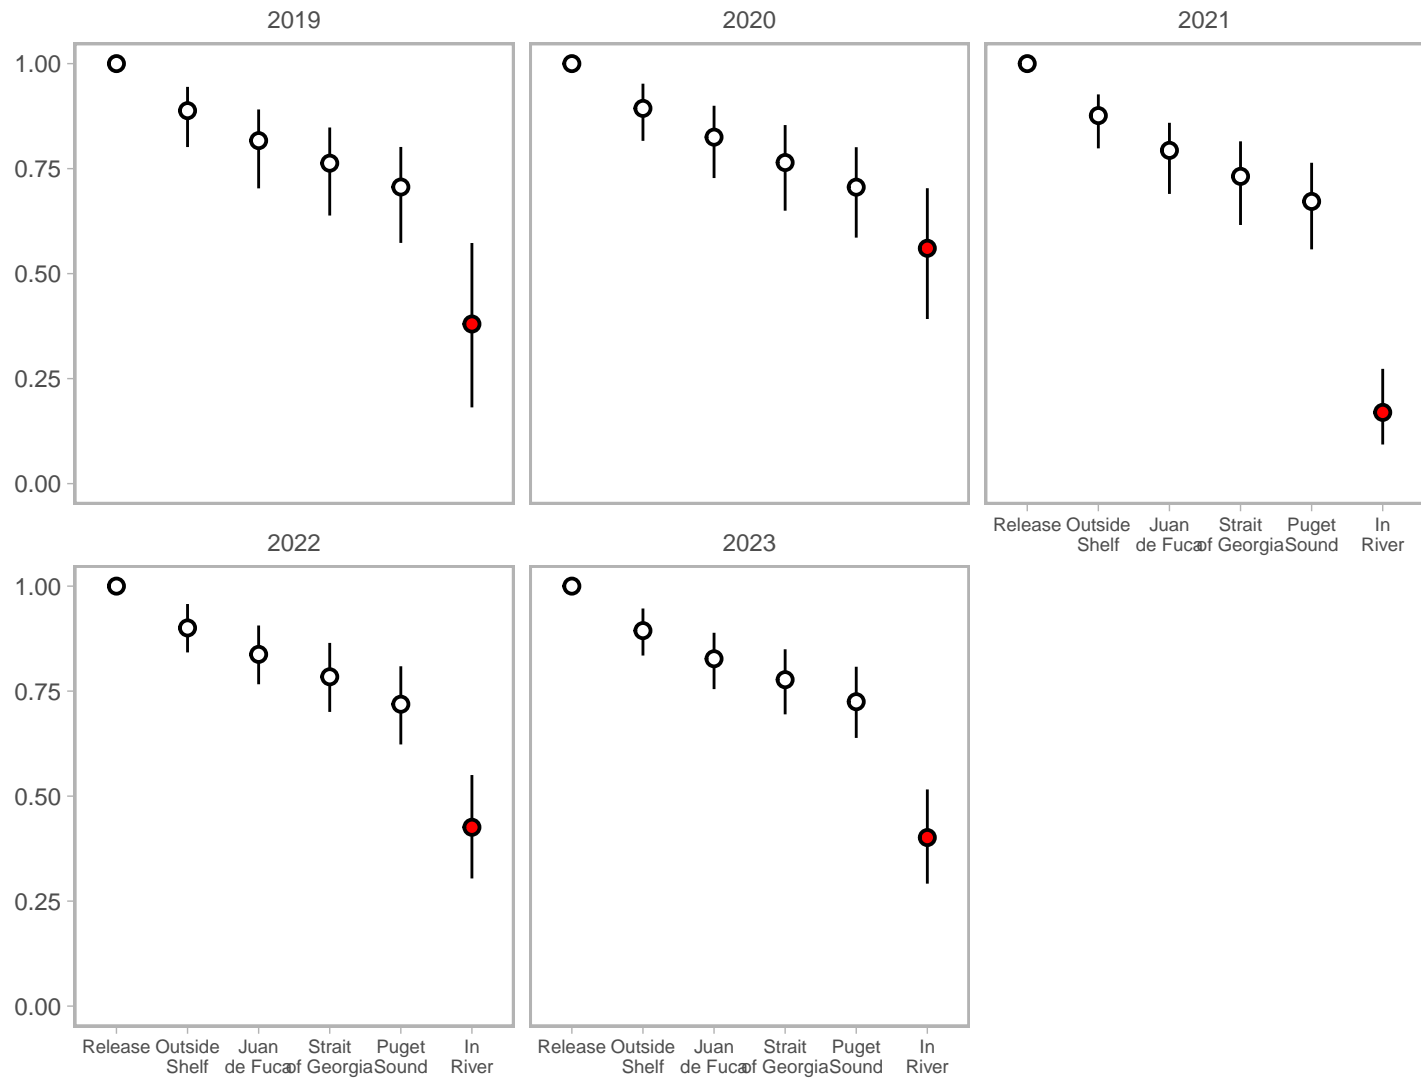 2019 2020 2021
1.00
0.75
0.50
0.25
0.00
Release Outside Juan Strait Puget In
Shelf de Fuca of Georgia Sound River
2022 2023
1.00
0.75
0.50
0.25
0.00
Release Outside Juan Strait Puget In Release Outside Juan Strait Puget In
Shelf de Fuca of Georgia Sound River Shelf de Fuca of Georgia Sound River